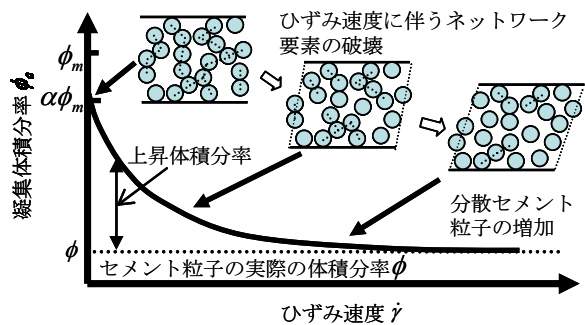 ひずみ速度に伴うネットワーク
要素の破壊
ϕm
αϕm
凝集体積分率 ϕa
上昇体積分率
分散セメント
粒子の増加
ϕ
セメント粒子の実際の体積分率ϕ
ひずみ速度 γ̇